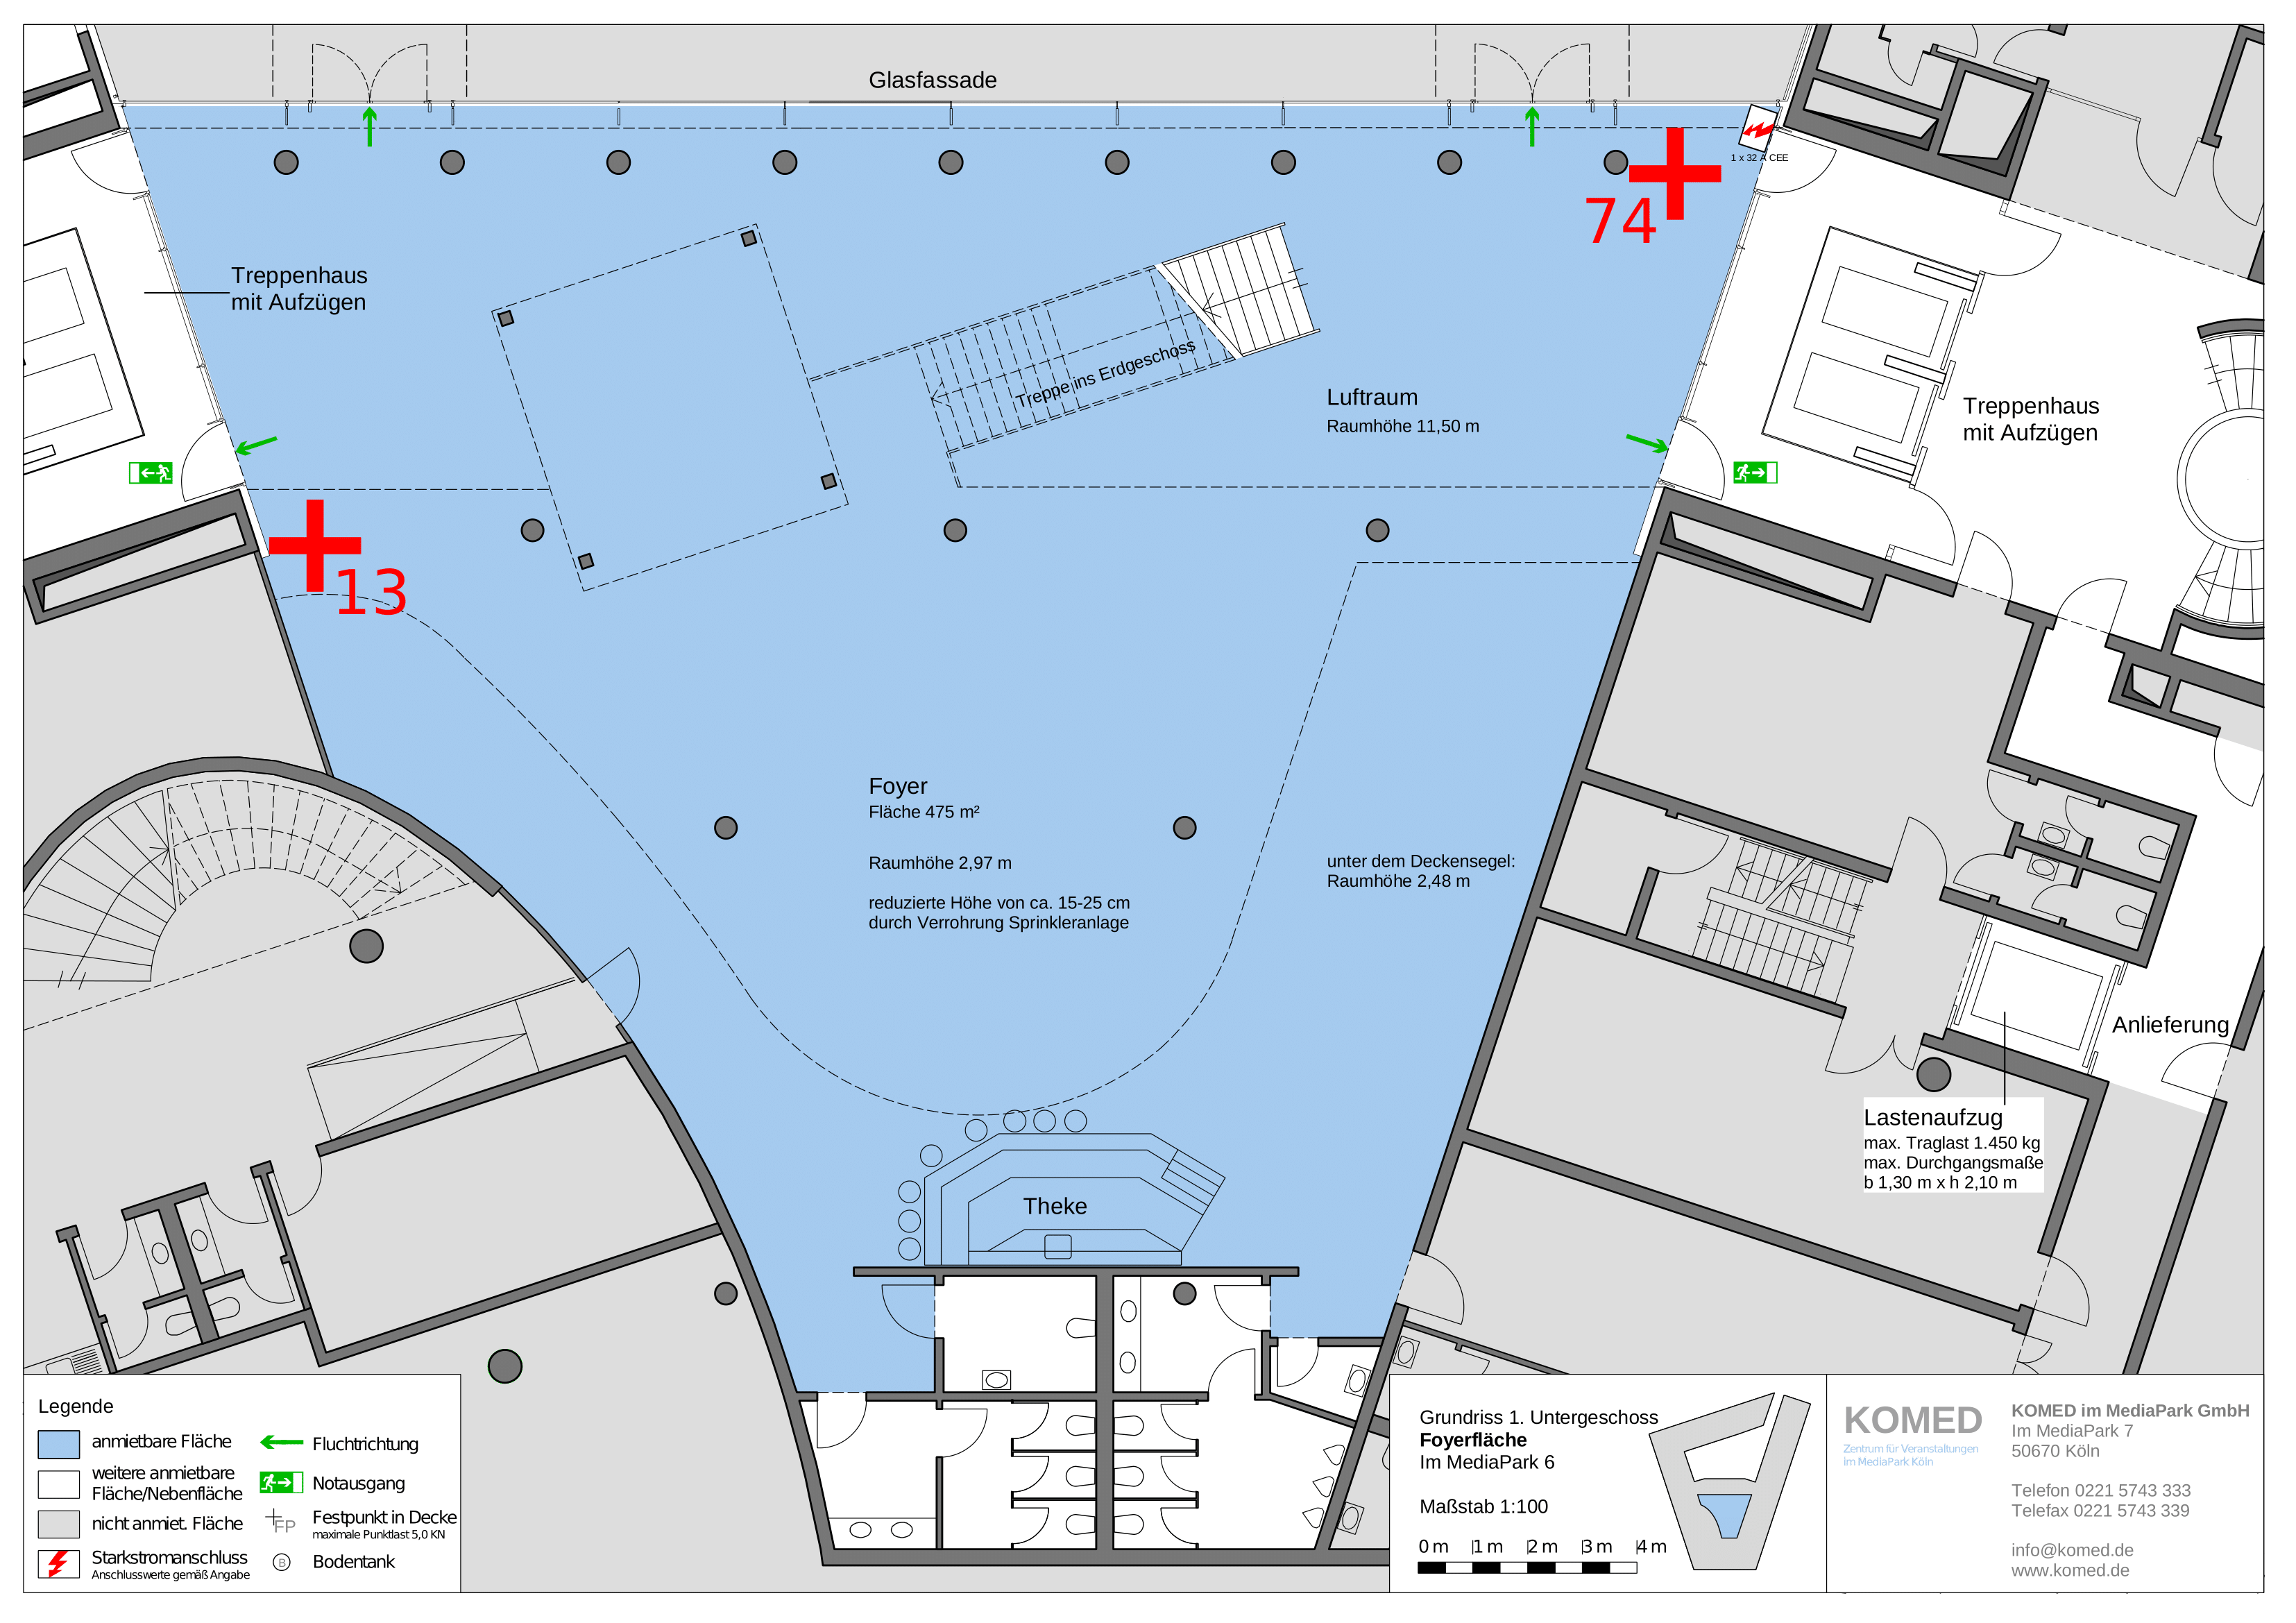 Glasfassade
1 x 32 A CEE
74
Treppenhaus
mit Aufzügen
Treppe ins Erdgeschoss
Luftraum
Raumhöhe 11,50 m
Treppenhaus
mit Aufzügen
13
Foyer
Fläche 475 m²
Raumhöhe 2,97 m
reduzierte Höhe von ca. 15-25 cm
durch Verrohrung Sprinkleranlage
unter dem Deckensegel:
Raumhöhe 2,48 m
Anlieferung
Lastenaufzug
max. Traglast 1.450 kg
max. Durchgangsmaße
b 1,30 m x h 2,10 m
Theke
Legende
anmietbare Fläche
weitere anmietbare
Fläche/Nebenfläche
nicht anmiet. Fläche
Starkstromanschluss
Anschlusswerte gemäß Angabe
Fluchtrichtung
Notausgang
FP
Festpunkt in Decke
maximale Punktlast 5,0 KN
B
Bodentank
Grundriss 1. Untergeschoss
Foyerfläche
Im MediaPark 6
Maßstab 1:100
0 m 1 m 2 m 3 m 4 m
KOMED
Zentrum für Veranstaltungen
im MediaPark Köln
KOMED im MediaPark GmbH
Im MediaPark 7
50670 Köln
Telefon 0221 5743 333
Telefax 0221 5743 339
info@komed.de
www.komed.de